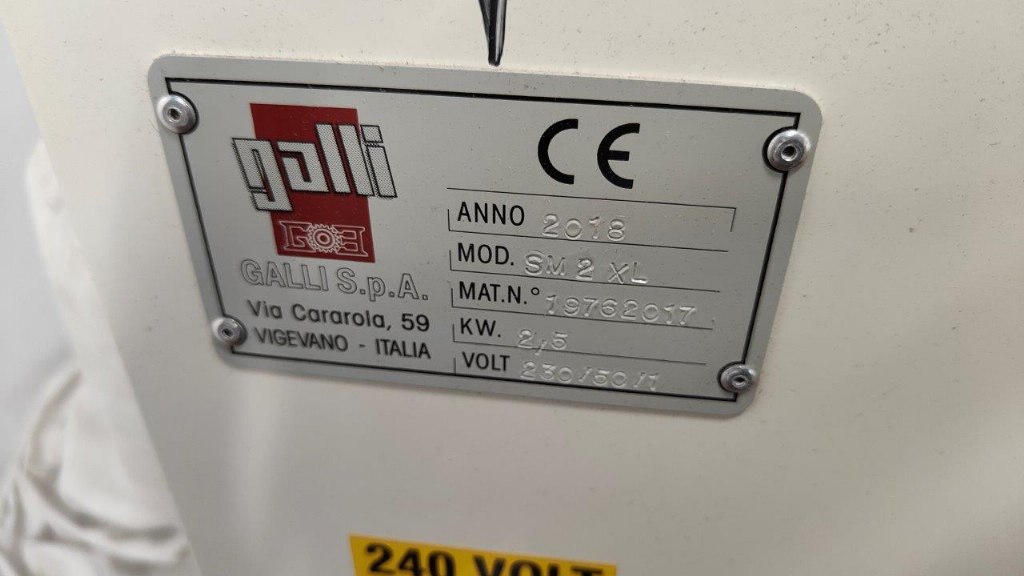 galli
GALLI S.p.A.
Via Cararola, 59
VIGEVANO - ITALIA
CE
ANNO 2018
MOD. SM 2 XL
MAT.N.° 19762017
KW. 2,5
VOLT 230/50/1
240 VOLT